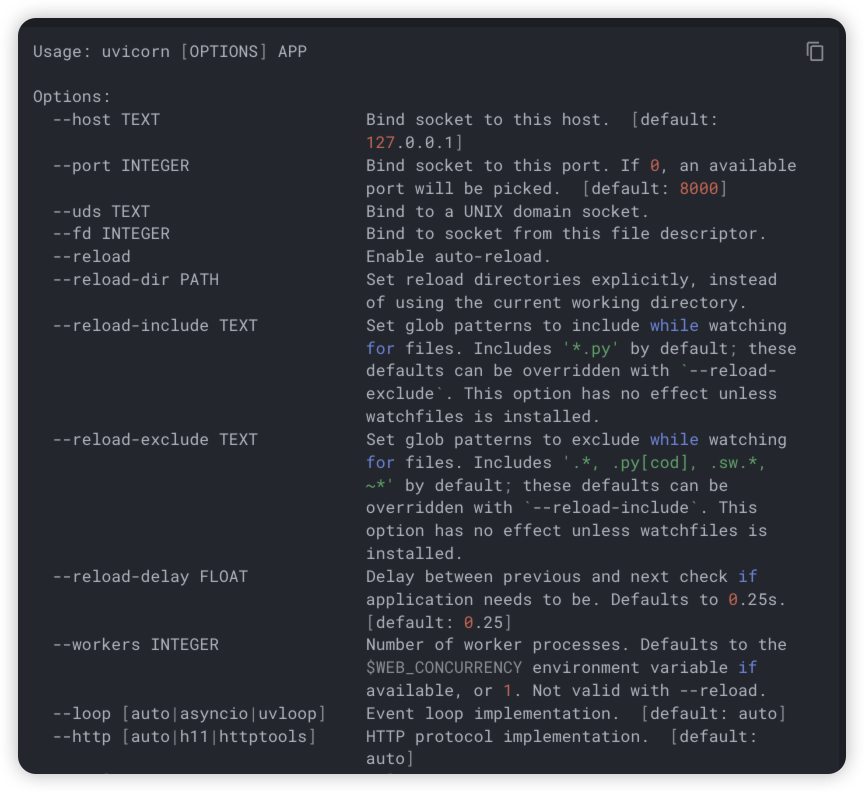 Usage: uvicorn [OPTIONS] APP
Options:
--host TEXT Bind socket to this host. [default:
127.0.0.1]
--port INTEGER Bind socket to this port. If 0, an available
port will be picked. [default: 8000]
--uds TEXT Bind to a UNIX domain socket.
--fd INTEGER Bind to socket from this file descriptor.
--reload Enable auto-reload.
--reload-dir PATH Set reload directories explicitly, instead
of using the current working directory.
--reload-include TEXT Set glob patterns to include while watching
for files. Includes '*.py' by default; these
defaults can be overridden with `--reload-
exclude`. This option has no effect unless
watchfiles is installed.
--reload-exclude TEXT Set glob patterns to exclude while watching
for files. Includes '.*, .py[cod], .sw.*,
~*' by default; these defaults can be
overridden with `--reload-include`. This
option has no effect unless watchfiles is
installed.
--reload-delay FLOAT Delay between previous and next check if
application needs to be. Defaults to 0.25s.
[default: 0.25]
--workers INTEGER Number of worker processes. Defaults to the
$WEB_CONCURRENCY environment variable if
available, or 1. Not valid with --reload.
--loop [auto|asyncio|uvloop] Event loop implementation. [default: auto]
--http [auto|h11|httptools] HTTP protocol implementation. [default:
auto]